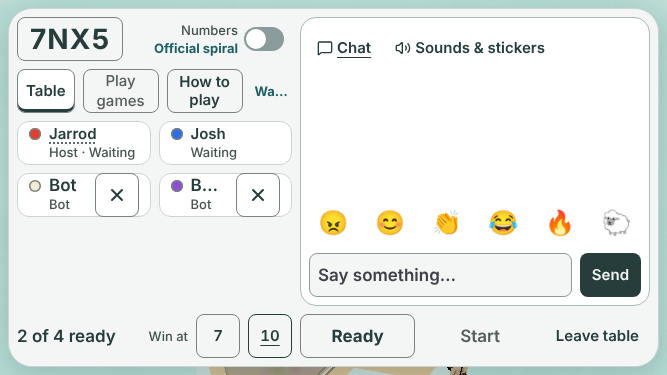 7NX5
Numbers
Official spiral
Table
Play games
How to play
Wa...
Jarrod
Host · Waiting
Josh
Waiting
Bot
Bot
B...
Bot
Chat
Sounds & stickers
Say something...
Send
2 of 4 ready
Win at
7
10
Ready
Start
Leave table